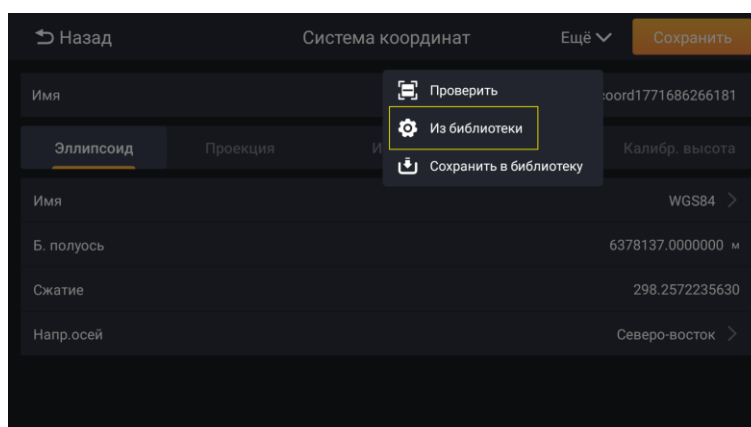 Назад Система координат Ещё Сохранить
Проверить
Имя coord1771686266181
Из библиотеки
Эллипсоид Проекция И Калибр. высота
Сохранить в библиотеку
Имя WGS84
Б. полуось 6378137.0000000 м
Сжатие 298.2572235630
Напр.осей Северо-восток